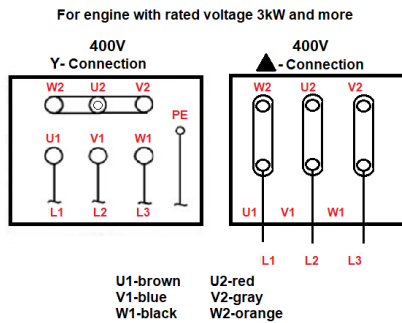 For engine with rated voltage 3kW and more
400V
Y- Connection
W2 U2 V2
PE
U1 V1 W1
L1 L2 L3
400V
- Connection
W2 U2 V2
U1 V1 W1
L1 L2 L3
U1-brown U2-red
V1-blue V2-gray
W1-black W2-orange